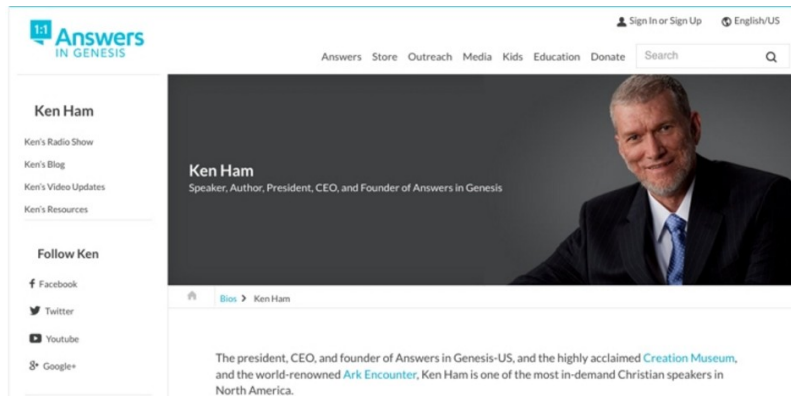 Sign In or Sign Up English/US
1:1
Answers
IN GENESIS
Answers Store Outreach Media Kids Education Donate Search
Ken Ham
Ken's Radio Show
Ken's Blog
Ken's Video Updates
Ken's Resources
Follow Ken
Facebook
Twitter
Youtube
Google+
Ken Ham
Speaker, Author, President, CEO, and Founder of Answers in Genesis
Bios > Ken Ham
The president, CEO, and founder of Answers in Genesis-US, and the highly acclaimed Creation Museum,
and the world-renowned Ark Encounter, Ken Ham is one of the most in-demand Christian speakers in
North America.